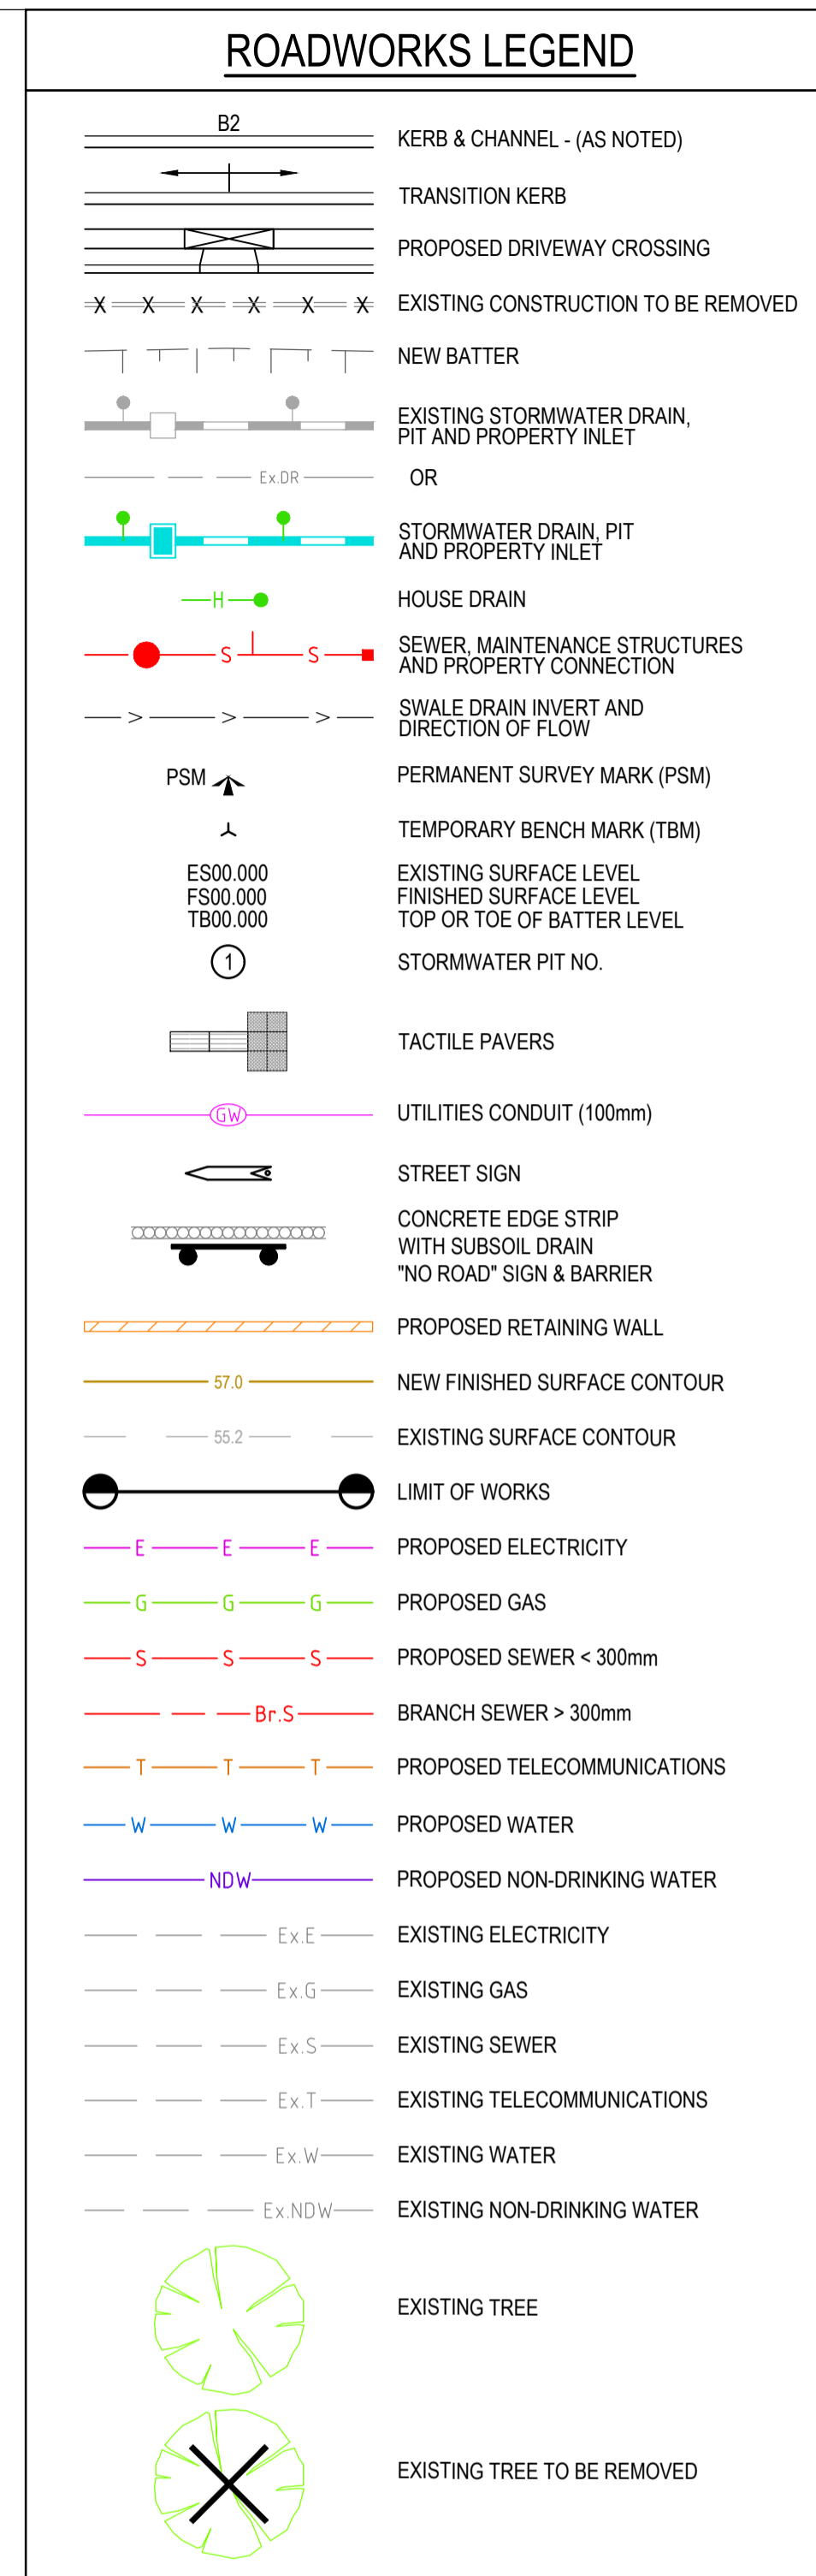 ROADWORKS LEGEND
B2
KERB & CHANNEL - (AS NOTED)
TRANSITION KERB
PROPOSED DRIVEWAY CROSSING
X X X X X X
EXISTING CONSTRUCTION TO BE REMOVED
NEW BATTER
EXISTING STORMWATER DRAIN,
PIT AND PROPERTY INLET
Ex.DR
OR
STORMWATER DRAIN, PIT
AND PROPERTY INLET
H
HOUSE DRAIN
S S
SEWER, MAINTENANCE STRUCTURES
AND PROPERTY CONNECTION
SWALE DRAIN INVERT AND
DIRECTION OF FLOW
PSM
PERMANENT SURVEY MARK (PSM)
TEMPORARY BENCH MARK (TBM)
ES00.000 EXISTING SURFACE LEVEL
FS00.000 FINISHED SURFACE LEVEL
TB00.000 TOP OR TOE OF BATTER LEVEL
1 STORMWATER PIT NO.
TACTILE PAVERS
GW UTILITIES CONDUIT (100mm)
STREET SIGN
CONCRETE EDGE STRIP
WITH SUBSOIL DRAIN
"NO ROAD" SIGN & BARRIER
PROPOSED RETAINING WALL
57.0 NEW FINISHED SURFACE CONTOUR
55.2 EXISTING SURFACE CONTOUR
LIMIT OF WORKS
E E E PROPOSED ELECTRICITY
G G G PROPOSED GAS
S S S PROPOSED SEWER < 300mm
Br.S BRANCH SEWER > 300mm
T T T PROPOSED TELECOMMUNICATIONS
W W W PROPOSED WATER
NDW PROPOSED NON-DRINKING WATER
Ex.E EXISTING ELECTRICITY
Ex.G EXISTING GAS
Ex.S EXISTING SEWER
Ex.T EXISTING TELECOMMUNICATIONS
Ex.W EXISTING WATER
Ex.NDW EXISTING NON-DRINKING WATER
EXISTING TREE
EXISTING TREE TO BE REMOVED